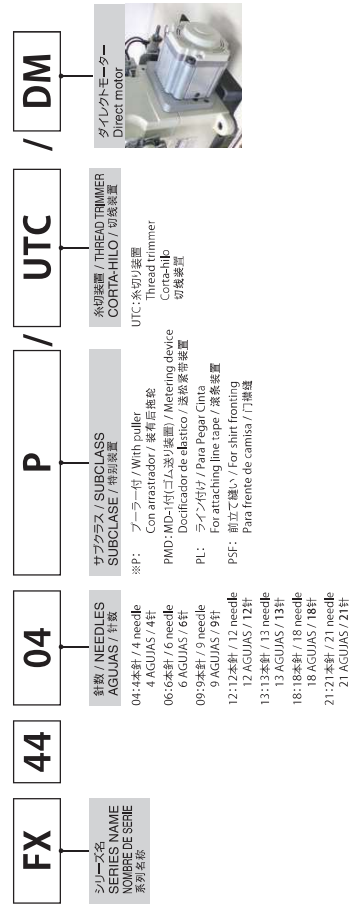 FX 44 04 P / UTC / DM
シリーズ名
SERIES NAME
NOMBRE DE SERIE
系列名称
針数 / NEEDLES
AGUJAS / 针数
04:4本針 / 4 needle
4 AGUJAS / 4针
06:6本針 / 6 needle
6 AGUJAS / 6针
09:9本針 / 9 needle
9 AGUJAS / 9针
12:12本針 / 12 needle
12 AGUJAS / 12针
13:13本針 / 13 needle
13 AGUJAS / 13针
18:18本針 / 18 needle
18 AGUJAS / 18针
21:21本針 / 21 needle
21 AGUJAS / 21针
サブクラス / SUBCLASS
SUBCLASE / 特别装置
※P: プーラー付 / With puller
Con arrastrador / 装有后拖轮
PMD: MD-1付(ゴム送り装置) / Metering device
Docificador de elastico / 送松紧带装置
PL: ライン付け / Para Pegar Cinta
For attaching line tape / 滚条装置
PSF: 前立て縫い / For shirt fronting
Para frente de camisa / 门襟缝
糸切装置 / THREAD TRIMMER
CORTA-HILO / 切线装置
UTC:糸切り装置
Thread trimmer
Corta-hilo
切线装置
ダイレクトモーター
Direct motor